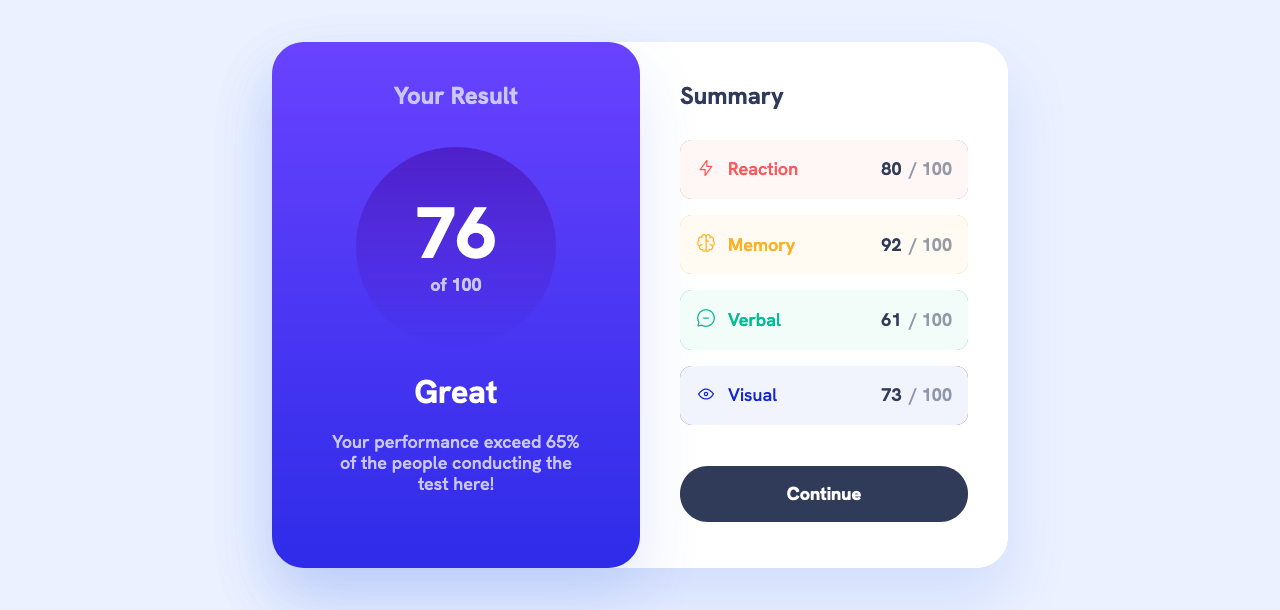 Your Result
76
of 100
Great
Your performance exceed 65%
of the people conducting the
test here!
Summary
Reaction 80 / 100
Memory 92 / 100
Verbal 61 / 100
Visual 73 / 100
Continue